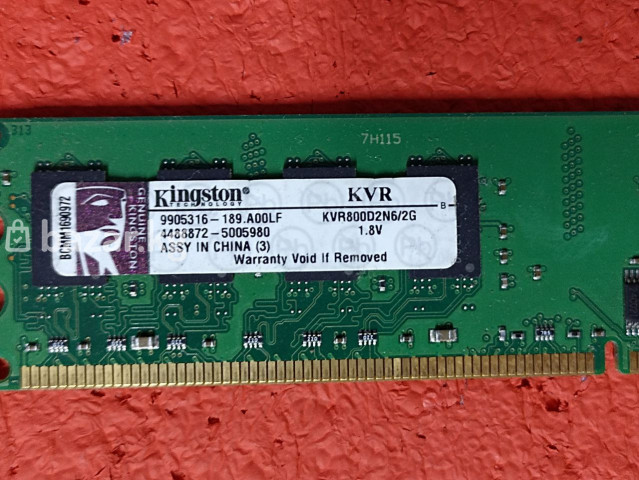 313
7H115
BCMM1690972
GENUINE
KINGSTON
Kingston
TECHNOLOGY
KVR
9905316-189.A00LF
KVR800D2N6/2G
4488872-5005980
1.8V
ASSY IN CHINA (3)
Warranty Void If Removed
B